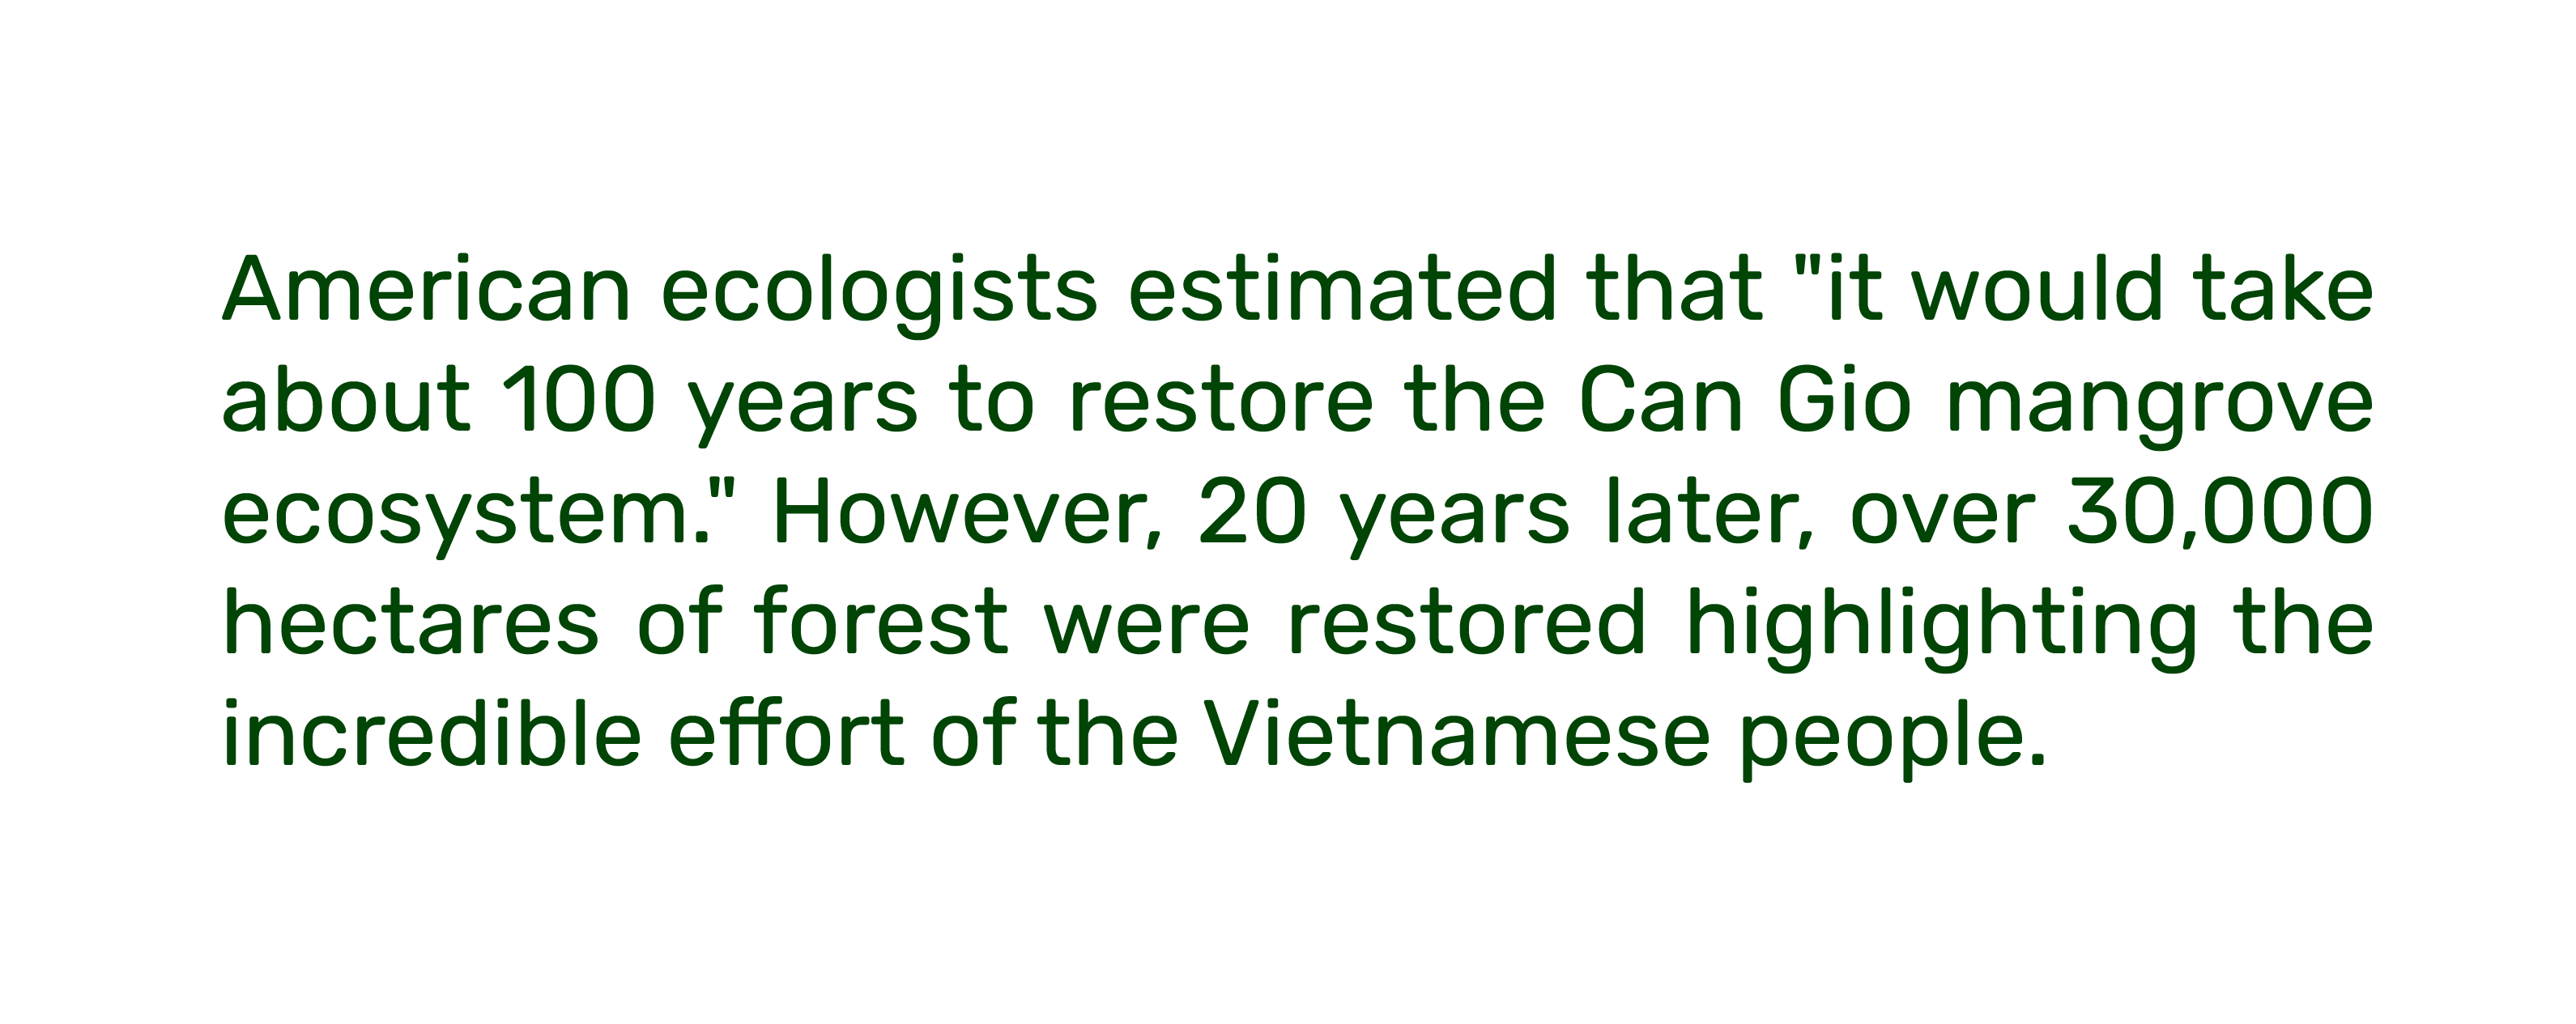 American ecologists estimated that "it would take
about 100 years to restore the Can Gio mangrove
ecosystem." However, 20 years later, over 30,000
hectares of forest were restored highlighting the
incredible effort of the Vietnamese people.